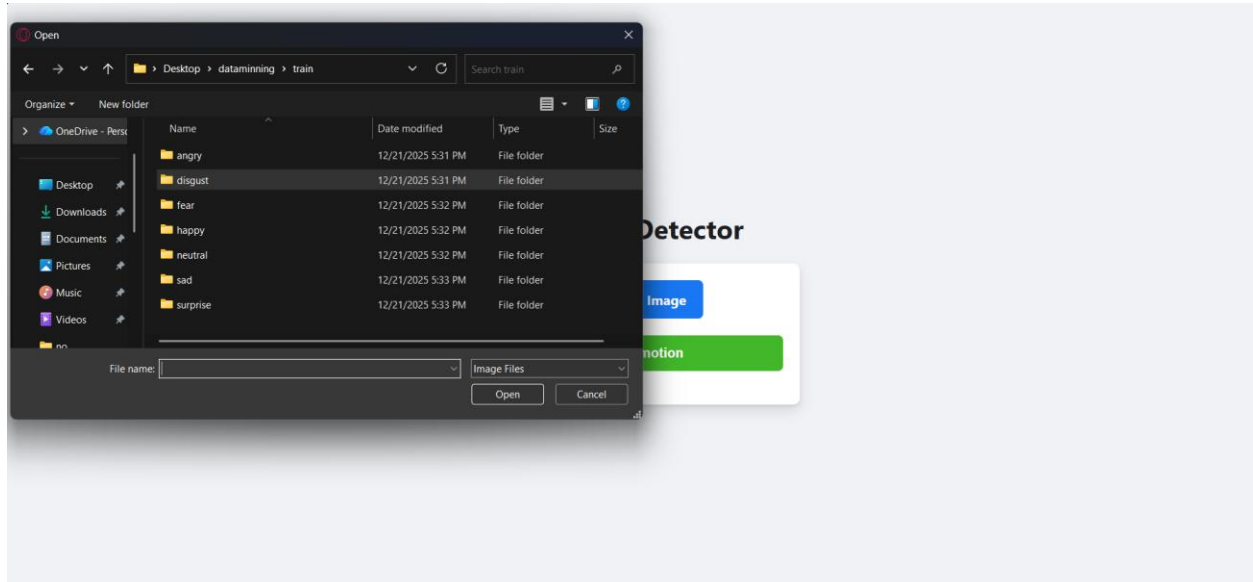 Open
Desktop > dataminning > train
Search train
Organize
New folder
OneDrive - Perso
Name
Date modified
Type
Size
angry
12/21/2025 5:31 PM
File folder
Desktop
disgust
12/21/2025 5:31 PM
File folder
Downloads
fear
12/21/2025 5:32 PM
File folder
Documents
happy
12/21/2025 5:32 PM
File folder
Detector
Pictures
neutral
12/21/2025 5:32 PM
File folder
Music
sad
12/21/2025 5:33 PM
File folder
Image
Videos
surprise
12/21/2025 5:33 PM
File folder
File name:
Image Files
Open
Cancel